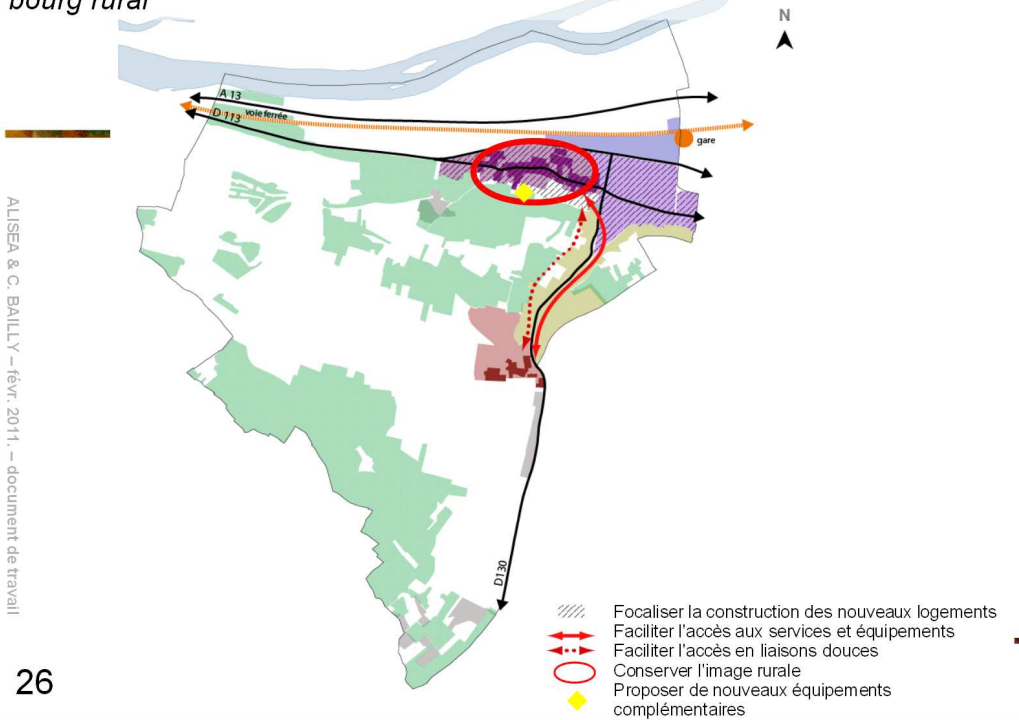 bourg rural
N
A 13
voie ferrée
D 113
gare
D130
ALISEA & C. BAILLY – févr. 2011. – document de travail
Focaliser la construction des nouveaux logements
Faciliter l'accès aux services et équipements
Faciliter l'accès en liaisons douces
Conserver l'image rurale
Proposer de nouveaux équipements
complémentaires
26